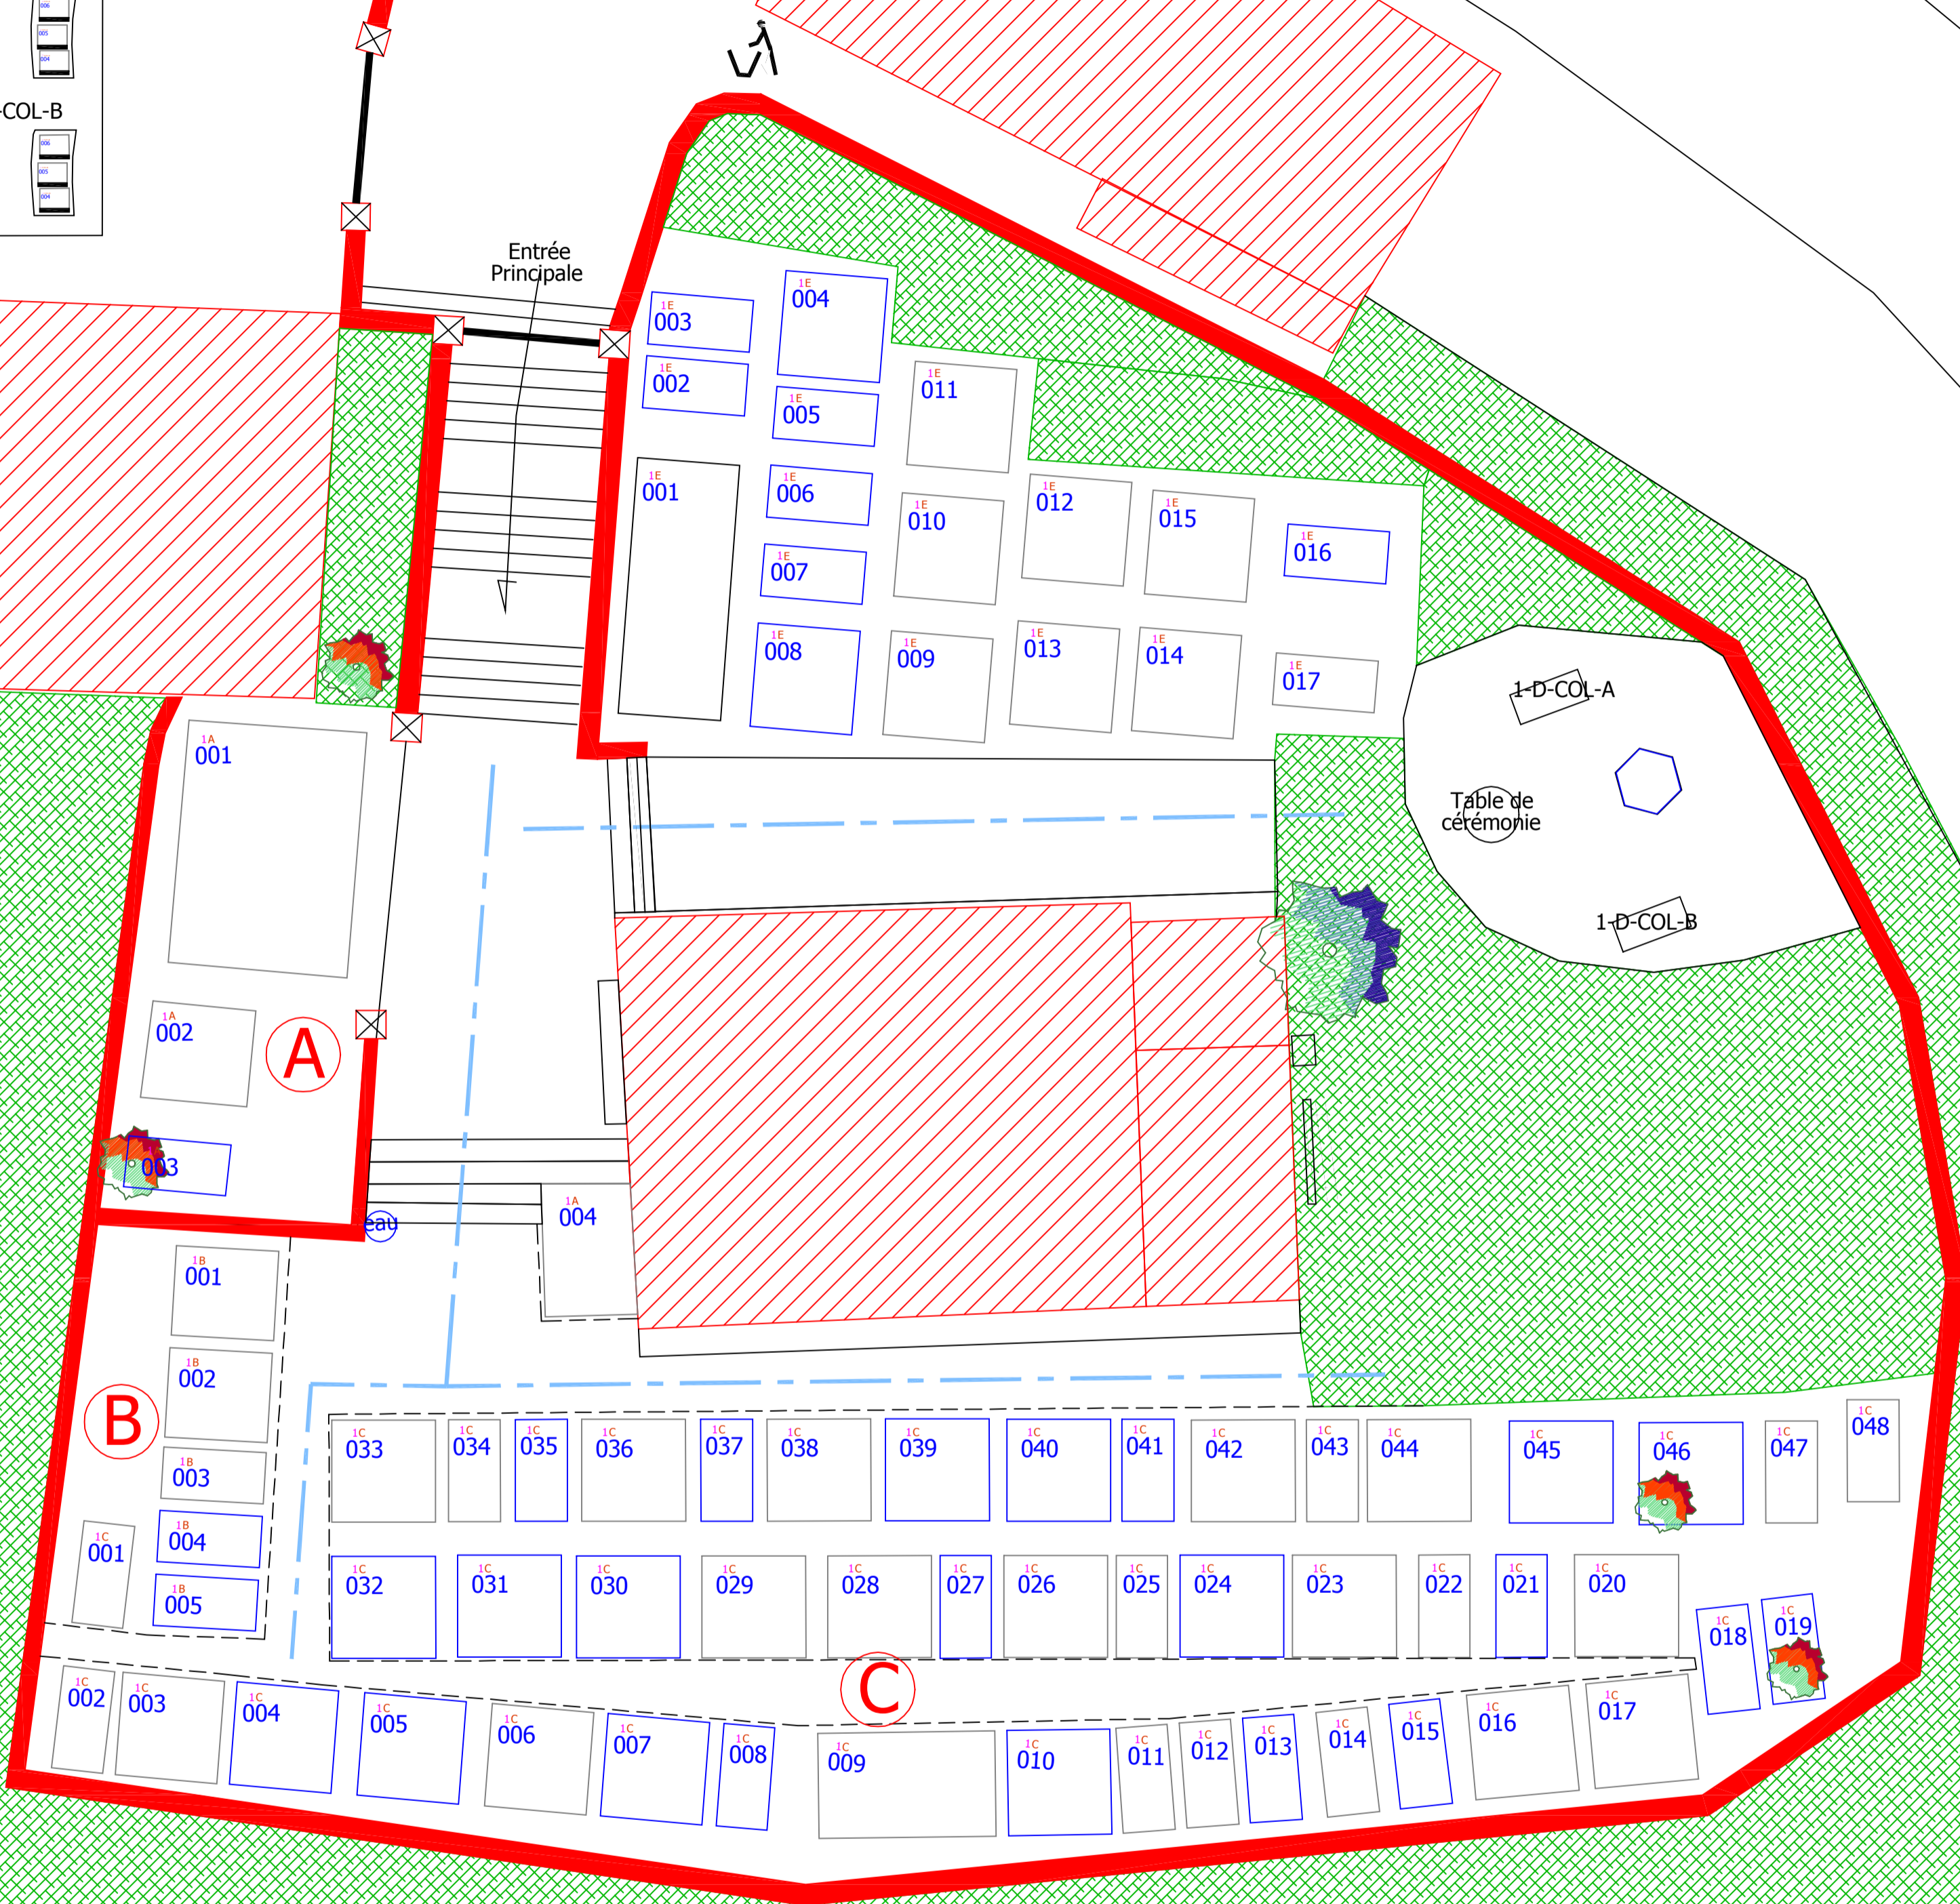 006
005
004
-COL-B
006
005
004
Entrée
Principale
1E
003
1E
002
1E
001
1E
004
1E
005
1E
006
1E
007
1E
008
1E
011
1E
010
1E
009
1E
012
1E
013
1E
015
1E
014
1E
016
1E
017
1-D-COL-A
Table de
cérémonie
1-D-COL-B
1A
001
1A
002
A
003
eau
1A
004
1B
001
1B
002
B
1B
003
1B
004
1B
005
1C
001
1C
033
1C
034
1C
035
1C
036
1C
037
1C
038
1C
039
1C
040
1C
041
1C
042
1C
043
1C
044
1C
045
1C
046
1C
047
1C
048
1C
032
1C
031
1C
030
1C
029
1C
028
1C
027
1C
026
1C
025
1C
024
1C
023
1C
022
1C
021
1C
020
1C
018
1C
019
C
1C
002
1C
003
1C
004
1C
005
1C
006
1C
007
1C
008
1C
009
1C
010
1C
011
1C
012
1C
013
1C
014
1C
015
1C
016
1C
017